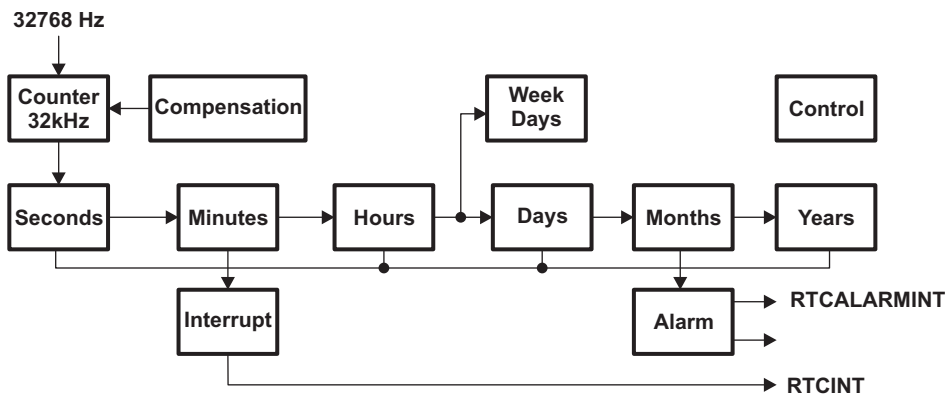 32768 Hz
Counter
32kHz
Compensation
Week
Days
Control
Seconds
Minutes
Hours
Days
Months
Years
Interrupt
Alarm
RTCALARMINT
RTCINT